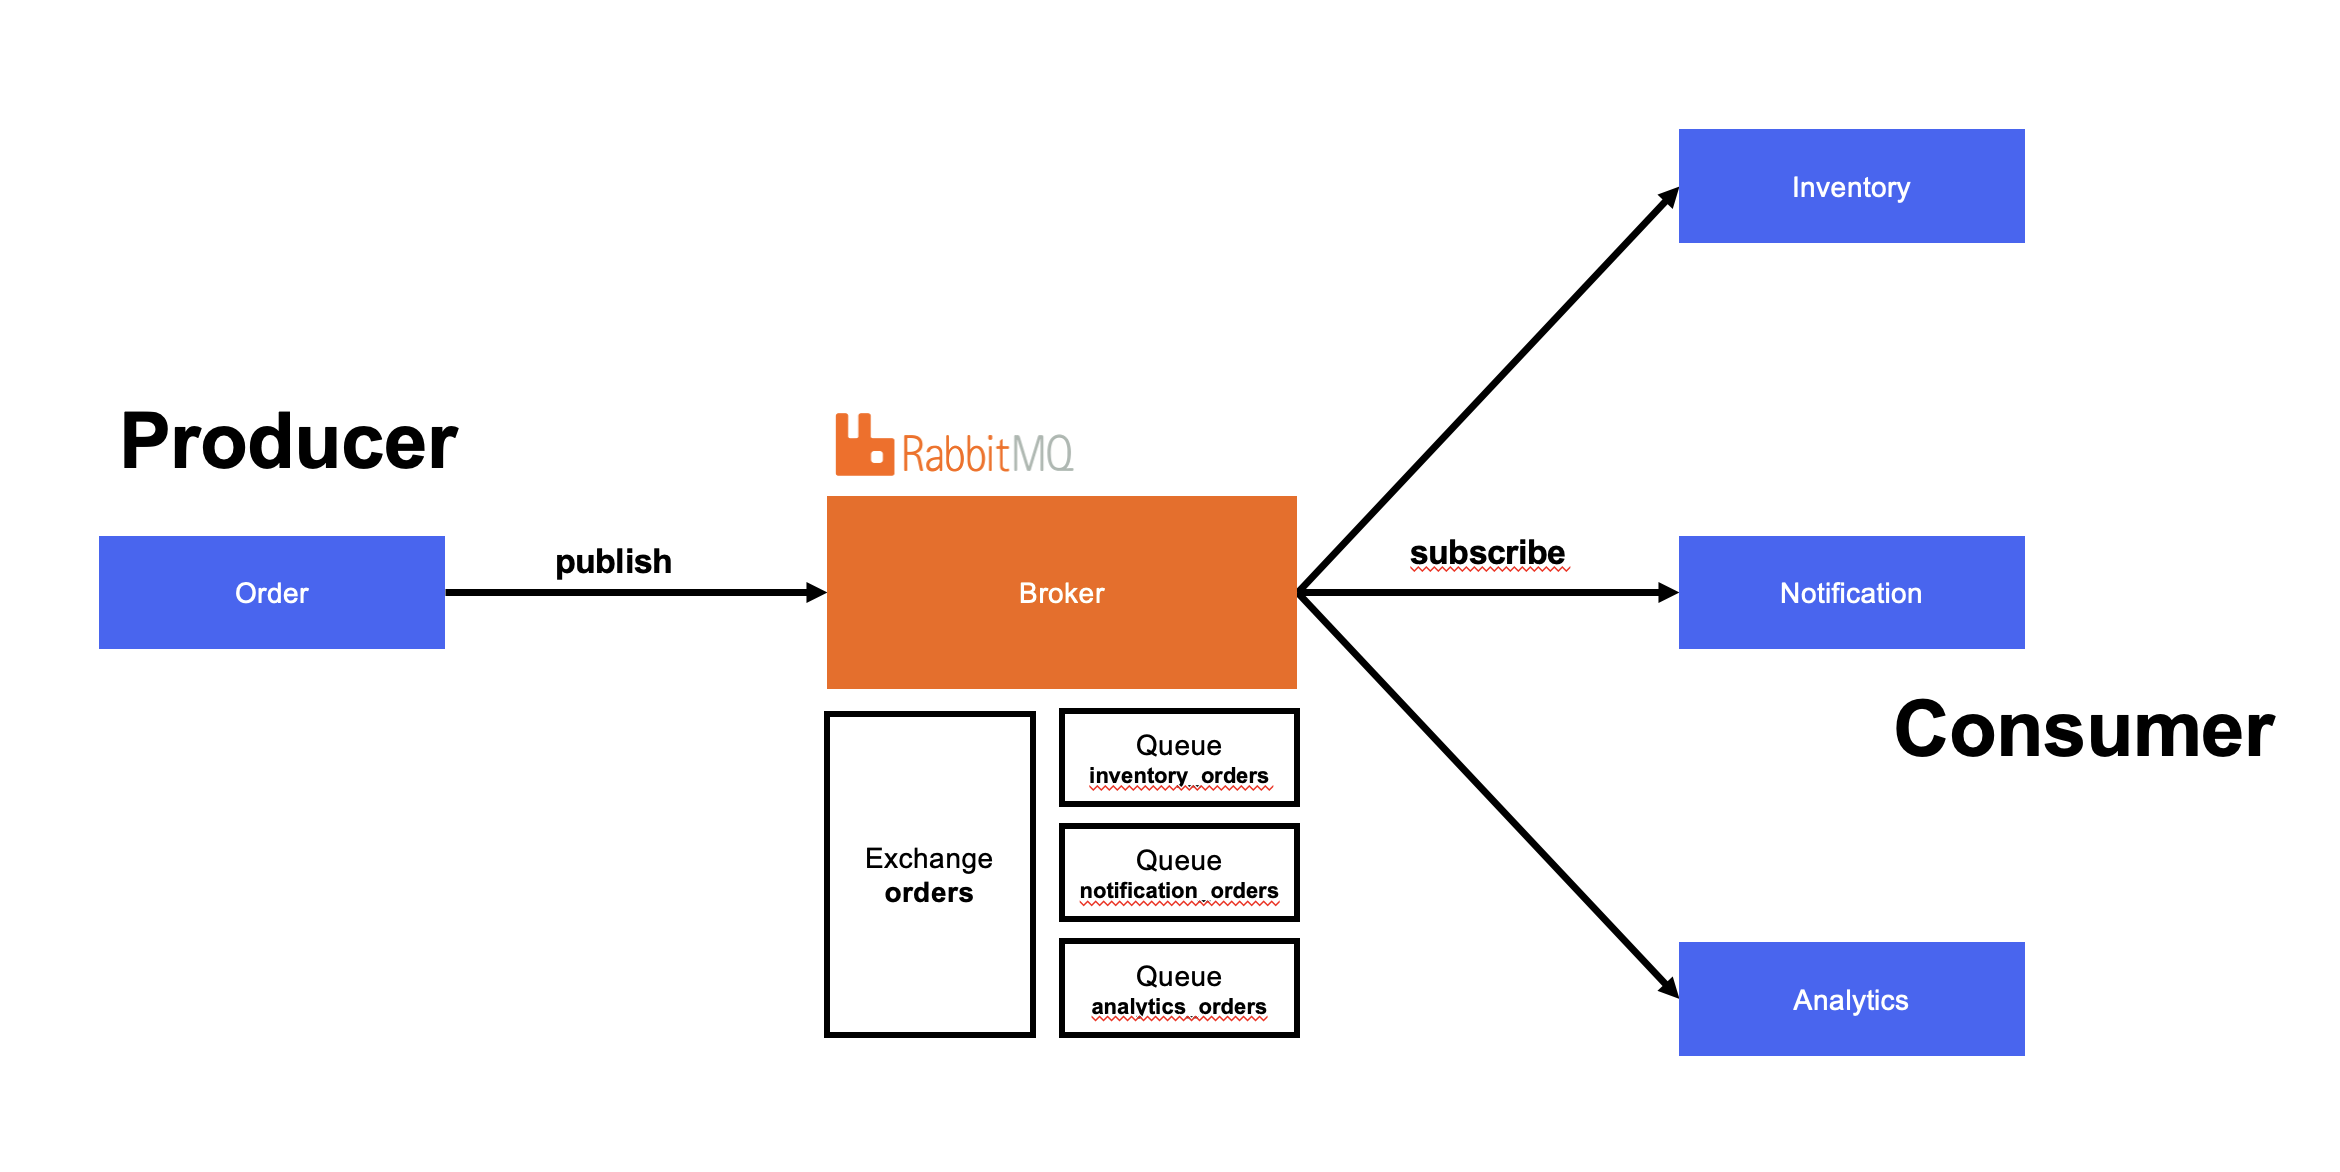 Producer
Order
publish
RabbitMQ
Broker
Exchange
orders
Queue
inventory_orders
Queue
notification_orders
Queue
analytics_orders
subscribe
Inventory
Notification
Consumer
Analytics